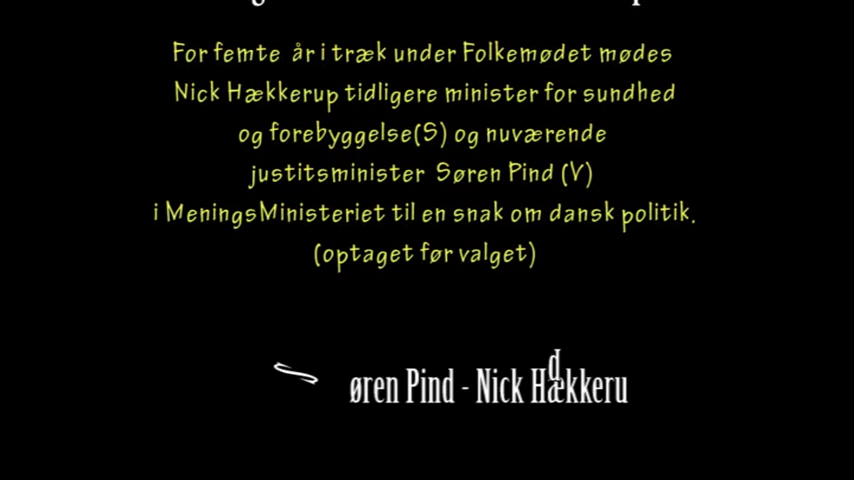 For femte år i træk under Folkemødet mødes
Nick Hækkerup tidligere minister for sundhed
og forebyggelse(S) og nuværende
justitsminister Søren Pind (V)
i MeningsMinisteriet til en snak om dansk politik.
(optaget før valget)
øren Pind - Nick Hækkeru